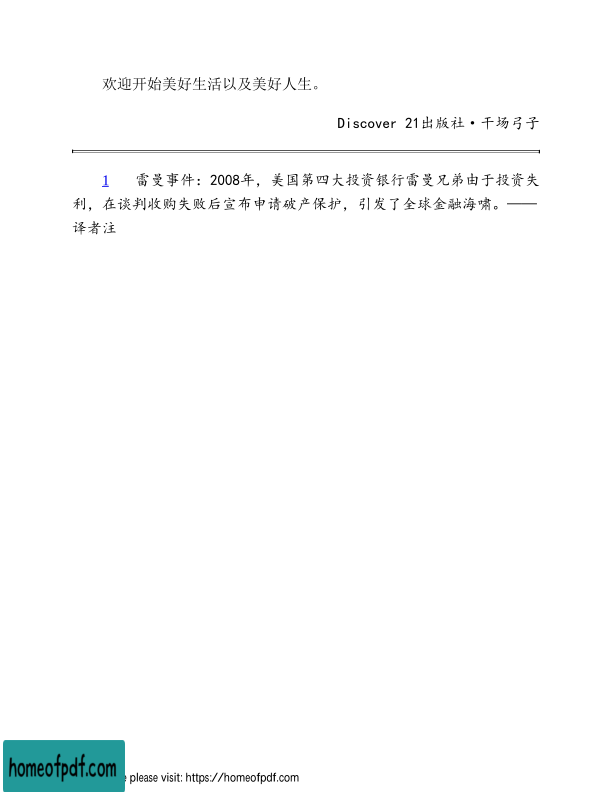 欢迎开始美好生活以及美好人生。
Discover 21出版社·干场弓子
1 雷曼事件：2008年，美国第四大投资银行雷曼兄弟由于投资失
利，在谈判收购失败后宣布申请破产保护，引发了全球金融海啸。——
译者注
homeofpdf.com
e please visit: https://homeofpdf.com